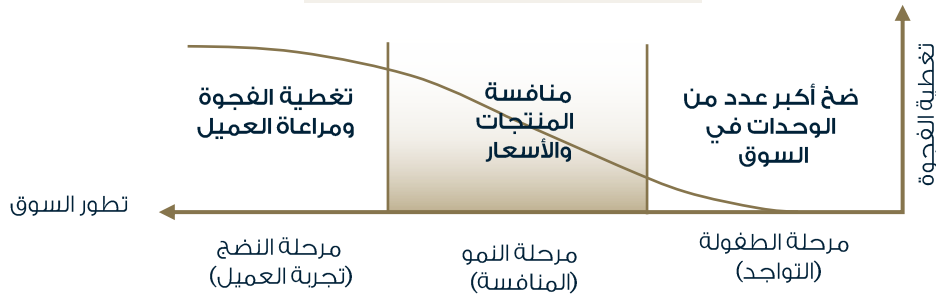 تغطية الفجوة
ضخ أكبر عدد من
الوحدات في
السوق
منافسة
المنتجات
والأسعار
تغطية الفجوة
ومراعاة العميل
تطور السوق
مرحلة الطفولة
(التواجد)
مرحلة النمو
(المنافسة)
مرحلة النضج
(تجربة العميل)